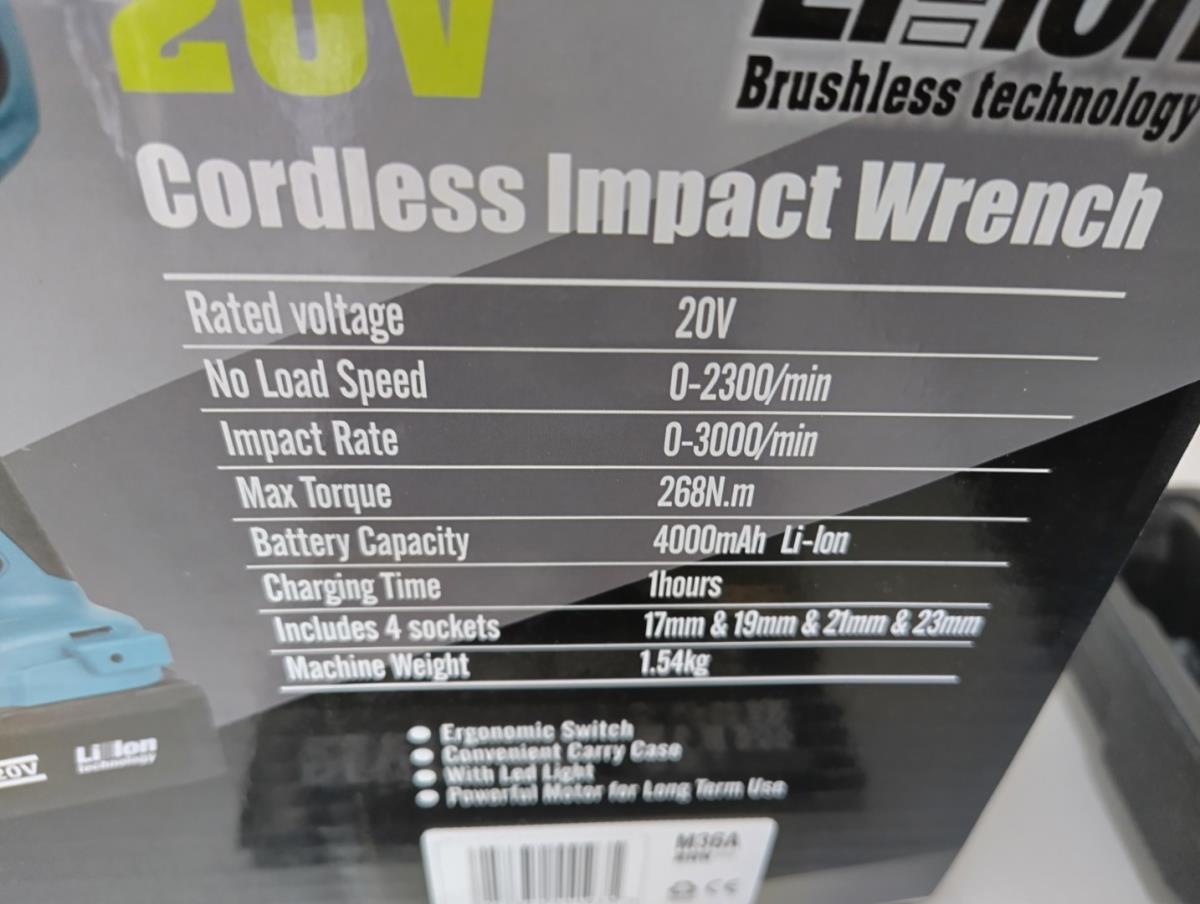 20V
Li-Ion
Brushless technology
Cordless Impact Wrench
Rated voltage 20V
No Load Speed 0-2300/min
Impact Rate 0-3000/min
Max Torque 268N.m
Battery Capacity 4000mAh Li-Ion
Charging Time 1hours
Includes 4 sockets 17mm & 19mm & 21mm & 23mm
Machine Weight 1.54kg
Ergonomic Switch
Convenient Carry Case
With Led Light
Powerful Motor for Long Term Use
20V
Li-Ion
technology
M36A
CE